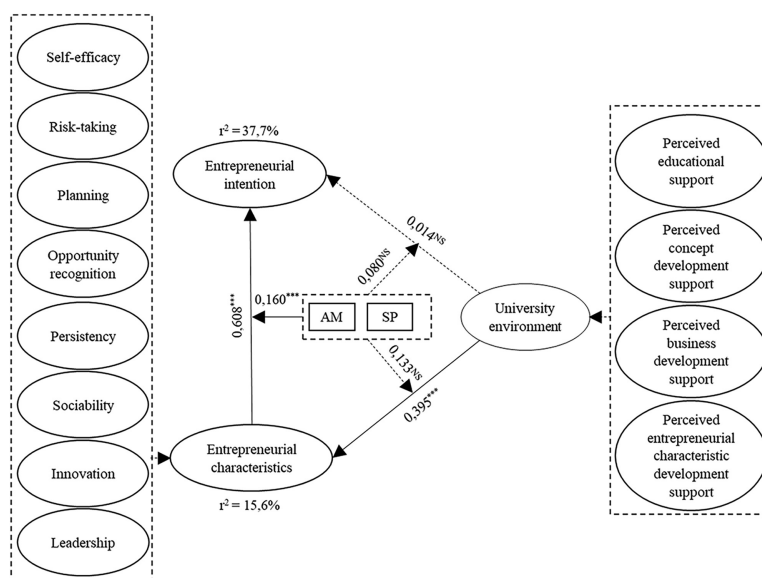 Self-efficacy
Risk-taking
Planning
Opportunity
recognition
Persistency
Sociability
Innovation
Leadership
r² = 37,7%
Entrepreneurial
intention
0,014ᴺˢ
0,080ᴺˢ
0,160***
0,608***
AM
SP
0,133ᴺˢ
0,395***
University
environment
Entrepreneurial
characteristics
r² = 15,6%
Perceived
educational
support
Perceived
concept
development
support
Perceived
business
development
support
Perceived
entrepreneurial
characteristic
development
support